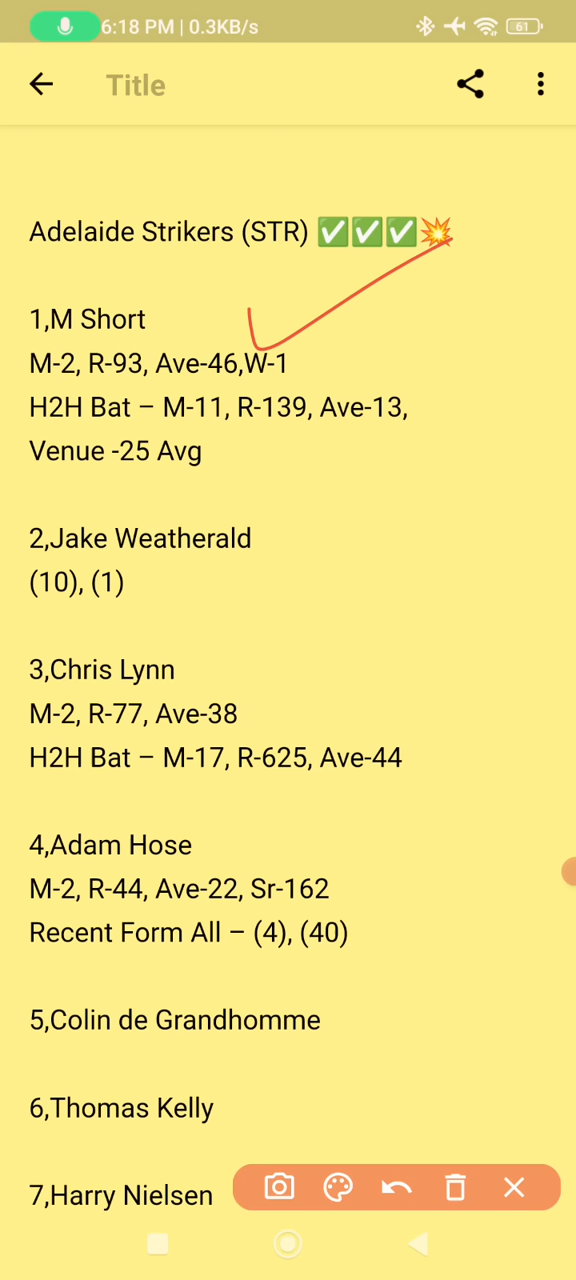 6:18 PM | 0.3KB/s
61
Title
Adelaide Strikers (STR) ✅✅✅💥
1,M Short
M-2, R-93, Ave-46,W-1
H2H Bat – M-11, R-139, Ave-13,
Venue -25 Avg
2,Jake Weatherald
(10), (1)
3,Chris Lynn
M-2, R-77, Ave-38
H2H Bat – M-17, R-625, Ave-44
4,Adam Hose
M-2, R-44, Ave-22, Sr-162
Recent Form All – (4), (40)
5,Colin de Grandhomme
6,Thomas Kelly
7,Harry Nielsen